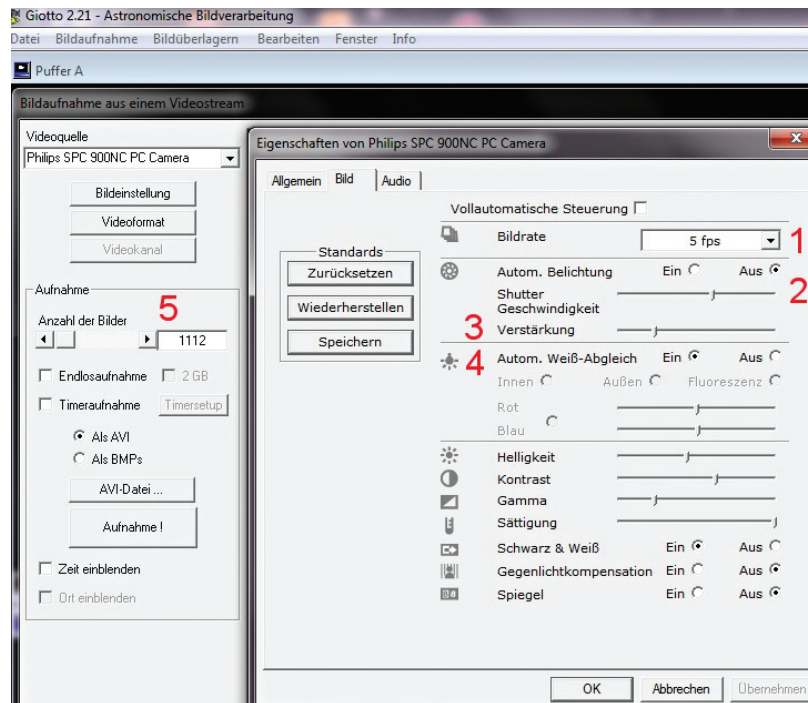 Giotto 2.21 - Astronomische Bildverarbeitung
Datei Bildaufnahme Bildüberlagern Bearbeiten Fenster Info
Puffer A
Bildaufnahme aus einem Videostream
Videoquelle
Philips SPC 900NC PC Camera
Bildeinstellung
Videoformat
Videokanal
Aufnahme
5
Anzahl der Bilder
1112
Endlosaufnahme 2 GB
Timeraufnahme Timersetup
Als AVI
Als BMPs
AVI-Datei ...
Aufnahme !
Zeit einblenden
Ort einblenden
Eigenschaften von Philips SPC 900NC PC Camera
Allgemein Bild Audio
Standards
Zurücksetzen
Wiederherstellen
Speichern
Vollautomatische Steuerung
Bildrate 5 fps 1
Autom. Belichtung Ein Aus
2
Shutter
Geschwindigkeit
3 Verstärkung
4 Autom. Weiß-Abgleich Ein Aus
Innen Außen Fluoreszenz
Rot
Blau
Helligkeit
Kontrast
Gamma
Sättigung
Schwarz & Weiß Ein Aus
Gegenlichtkompensation Ein Aus
Spiegel Ein Aus
OK Abbrechen Übernehmen